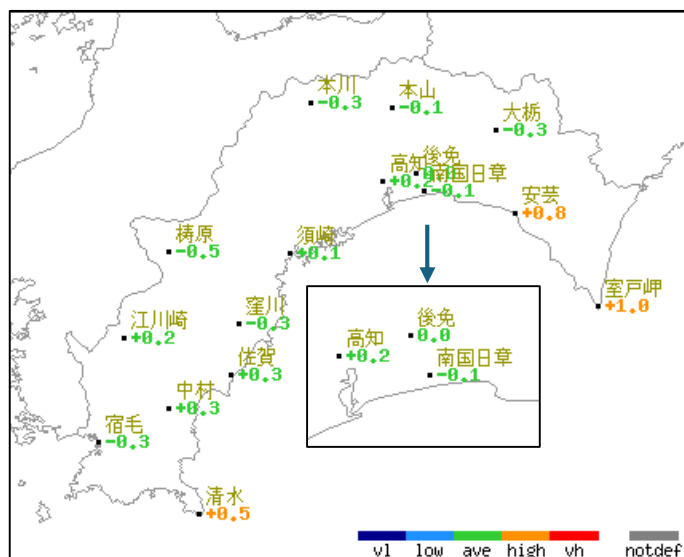 本川
-0.3
本山
-0.1
大栃
-0.3
後免
0.0
高知
+0.2
南国日章
-0.1
安芸
+0.8
梼原
-0.5
須崎
+0.1
室戸岬
+1.0
江川崎
+0.2
窪川
-0.3
佐賀
+0.3
中村
+0.3
宿毛
-0.3
清水
+0.5
後免
0.0
高知
+0.2
南国日章
-0.1
vl low ave high vh notdef